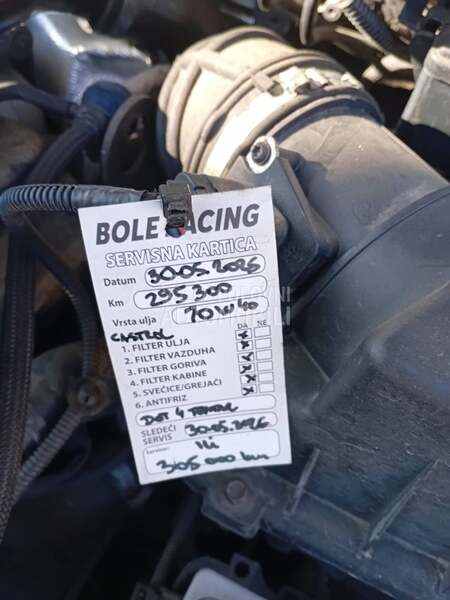 BOLE RACING
SERVISNA KARTICA
Datum 30.05.2025
Km 295300
Vrsta ulja 10W40
CASTROL
DA NE
1. FILTER ULJA x
2. FILTER VAZDUHA x
3. FILTER GORIVA x
4. FILTER KABINE x
5. SVEĆICE/GREJAČI x
6. ANTIFRIZ
DOT 4
SLEDEĆI SERVIS 30.05.2026
ili
305 000 km